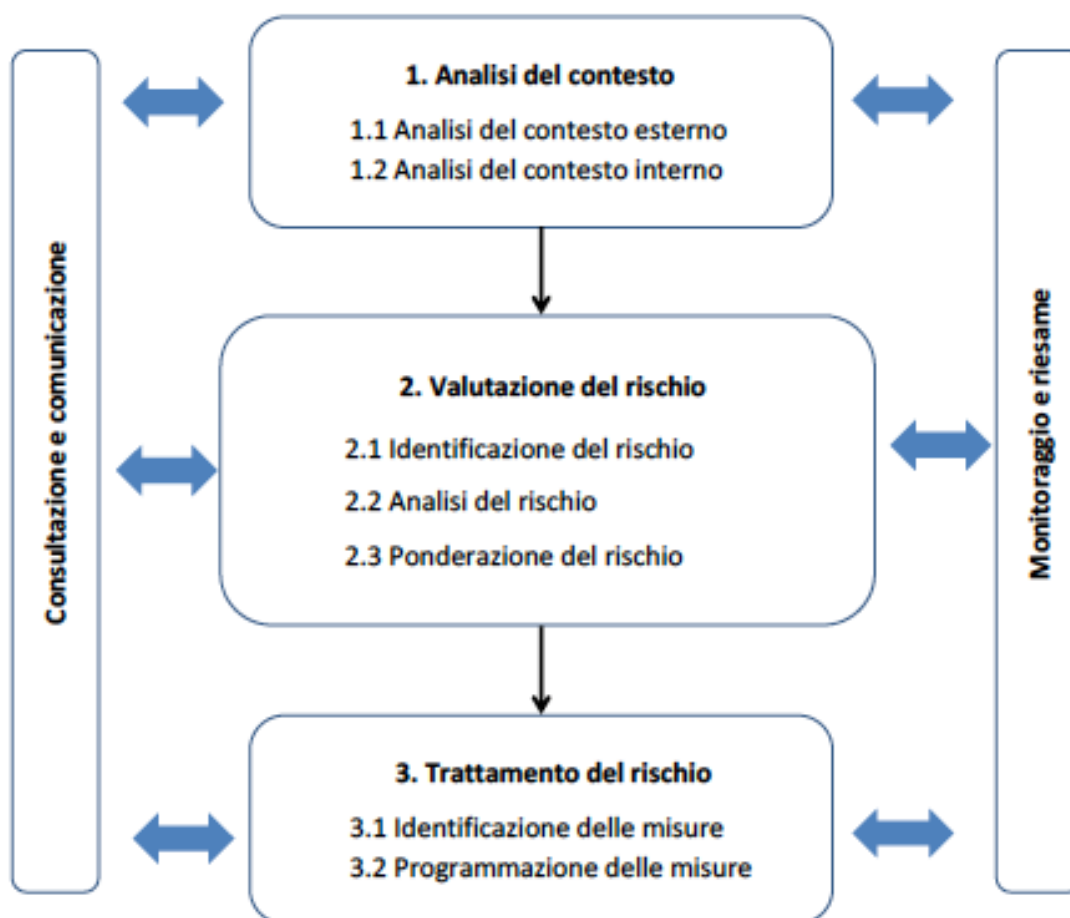 Consultazione e comunicazione
1. Analisi del contesto
1.1 Analisi del contesto esterno
1.2 Analisi del contesto interno
2. Valutazione del rischio
2.1 Identificazione del rischio
2.2 Analisi del rischio
2.3 Ponderazione del rischio
3. Trattamento del rischio
3.1 Identificazione delle misure
3.2 Programmazione delle misure
Monitoraggio e riesame